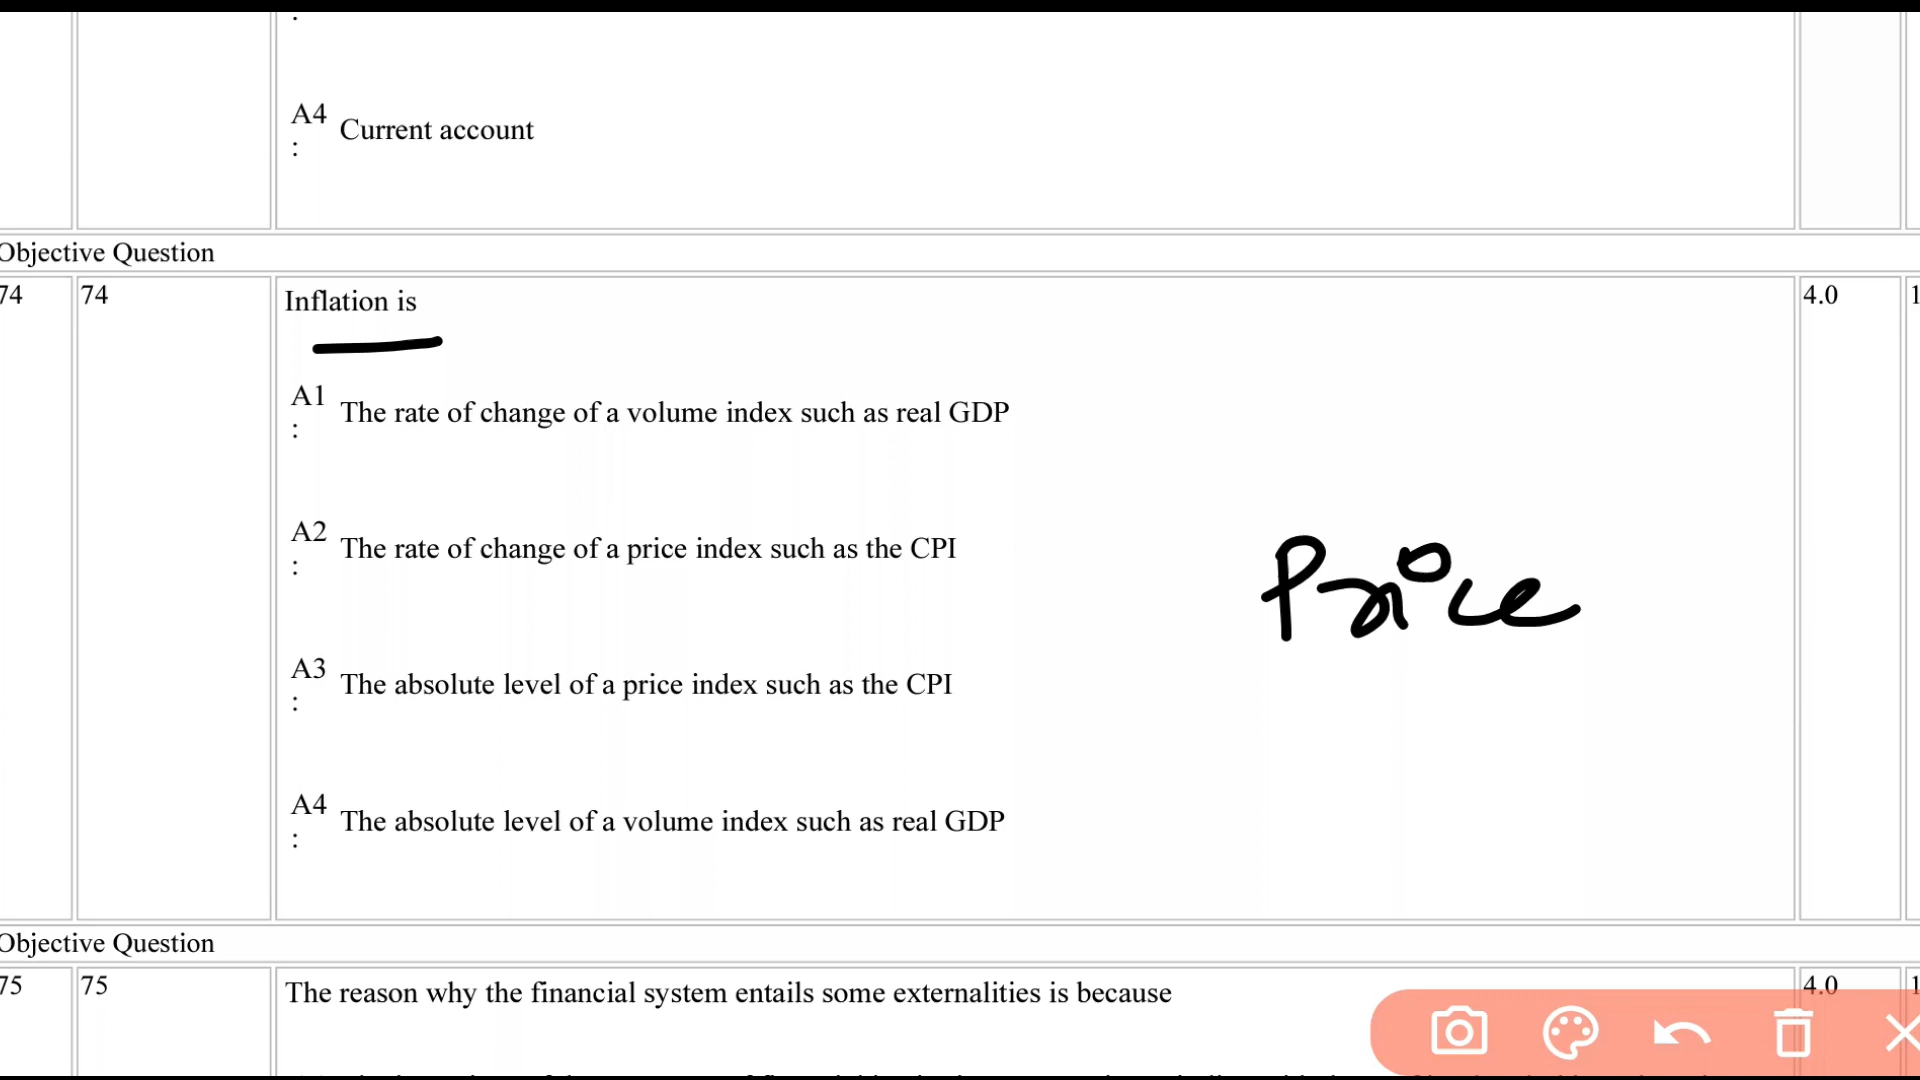 A4
: Current account
Objective Question
74 74 Inflation is 4.0 1
A1
: The rate of change of a volume index such as real GDP
A2
: The rate of change of a price index such as the CPI
Price
A3
: The absolute level of a price index such as the CPI
A4
: The absolute level of a volume index such as real GDP
Objective Question
75 75 The reason why the financial system entails some externalities is because 4.0 1